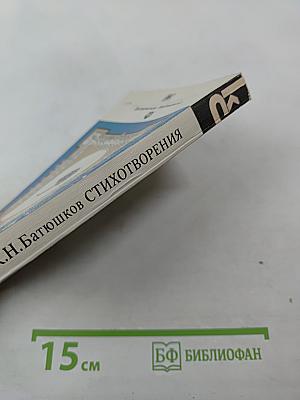 К.Н.Батюшков СТИХОТВОРЕНИЯ
15 см
БФ БИБЛИОФАН